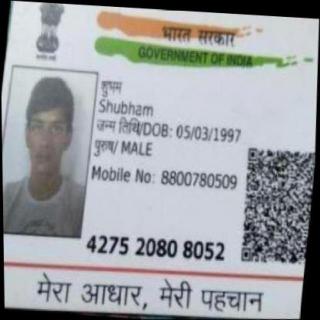 भारत सरकार
GOVERNMENT OF INDIA
शुभम
Shubham
जन्म तिथि/DOB: 05/03/1997
पुरुष/ MALE
Mobile No: 8800780509
4275 2080 8052
मेरा आधार, मेरी पहचान